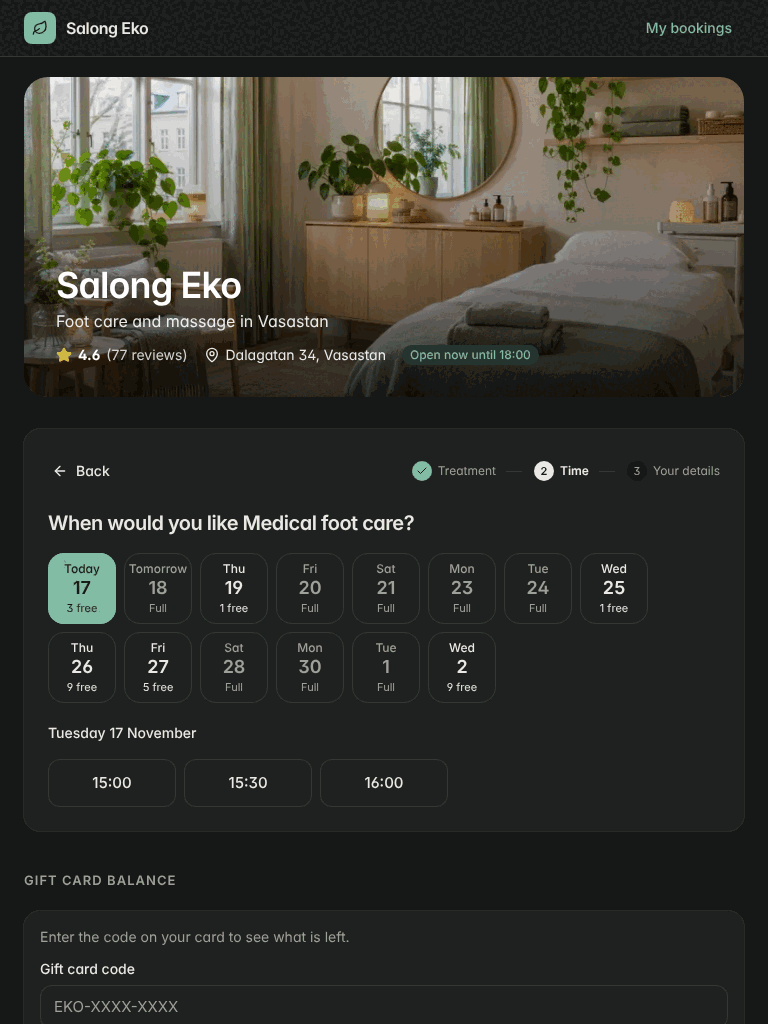 Salong Eko
My bookings
Salong Eko
Foot care and massage in Vasastan
4.6 (77 reviews) Dalagatan 34, Vasastan Open now until 18:00
Back
Treatment 2 Time 3 Your details
When would you like Medical foot care?
Today Tomorrow Thu Fri Sat Mon Tue Wed
17 18 19 20 21 23 24 25
3 free Full 1 free Full Full Full Full 1 free
Thu Fri Sat Mon Tue Wed
26 27 28 30 1 2
9 free 5 free Full Full Full 9 free
Tuesday 17 November
15:00 15:30 16:00
GIFT CARD BALANCE
Enter the code on your card to see what is left.
Gift card code
EKO-XXXX-XXXX